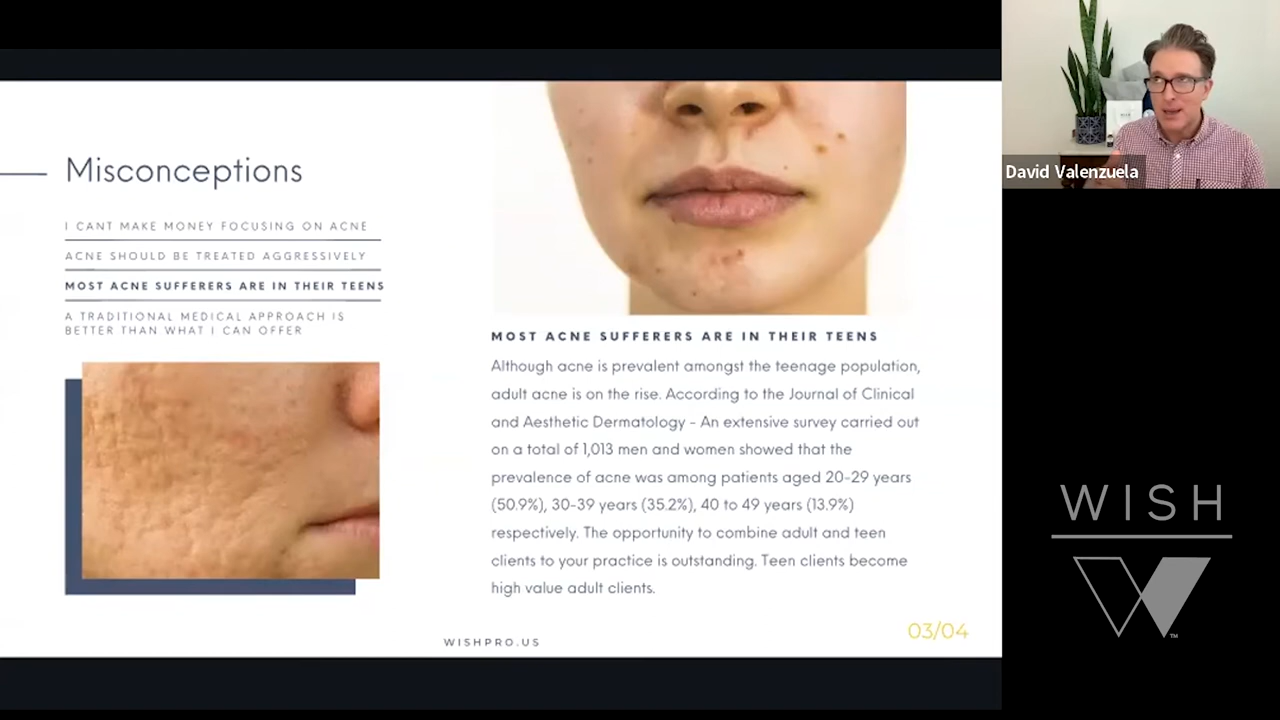 Misconceptions
I CANT MAKE MONEY FOCUSING ON ACNE
ACNE SHOULD BE TREATED AGGRESSIVELY
MOST ACNE SUFFERERS ARE IN THEIR TEENS
A TRADITIONAL MEDICAL APPROACH IS
BETTER THAN WHAT I CAN OFFER
MOST ACNE SUFFERERS ARE IN THEIR TEENS
Although acne is prevalent amongst the teenage population,
adult acne is on the rise. According to the Journal of Clinical
and Aesthetic Dermatology - An extensive survey carried out
on a total of 1,013 men and women showed that the
prevalence of acne was among patients aged 20-29 years
(50.9%), 30-39 years (35.2%), 40 to 49 years (13.9%)
respectively. The opportunity to combine adult and teen
clients to your practice is outstanding. Teen clients become
high value adult clients.
03/04
WISHPRO.US
David Valenzuela
WISH
TM